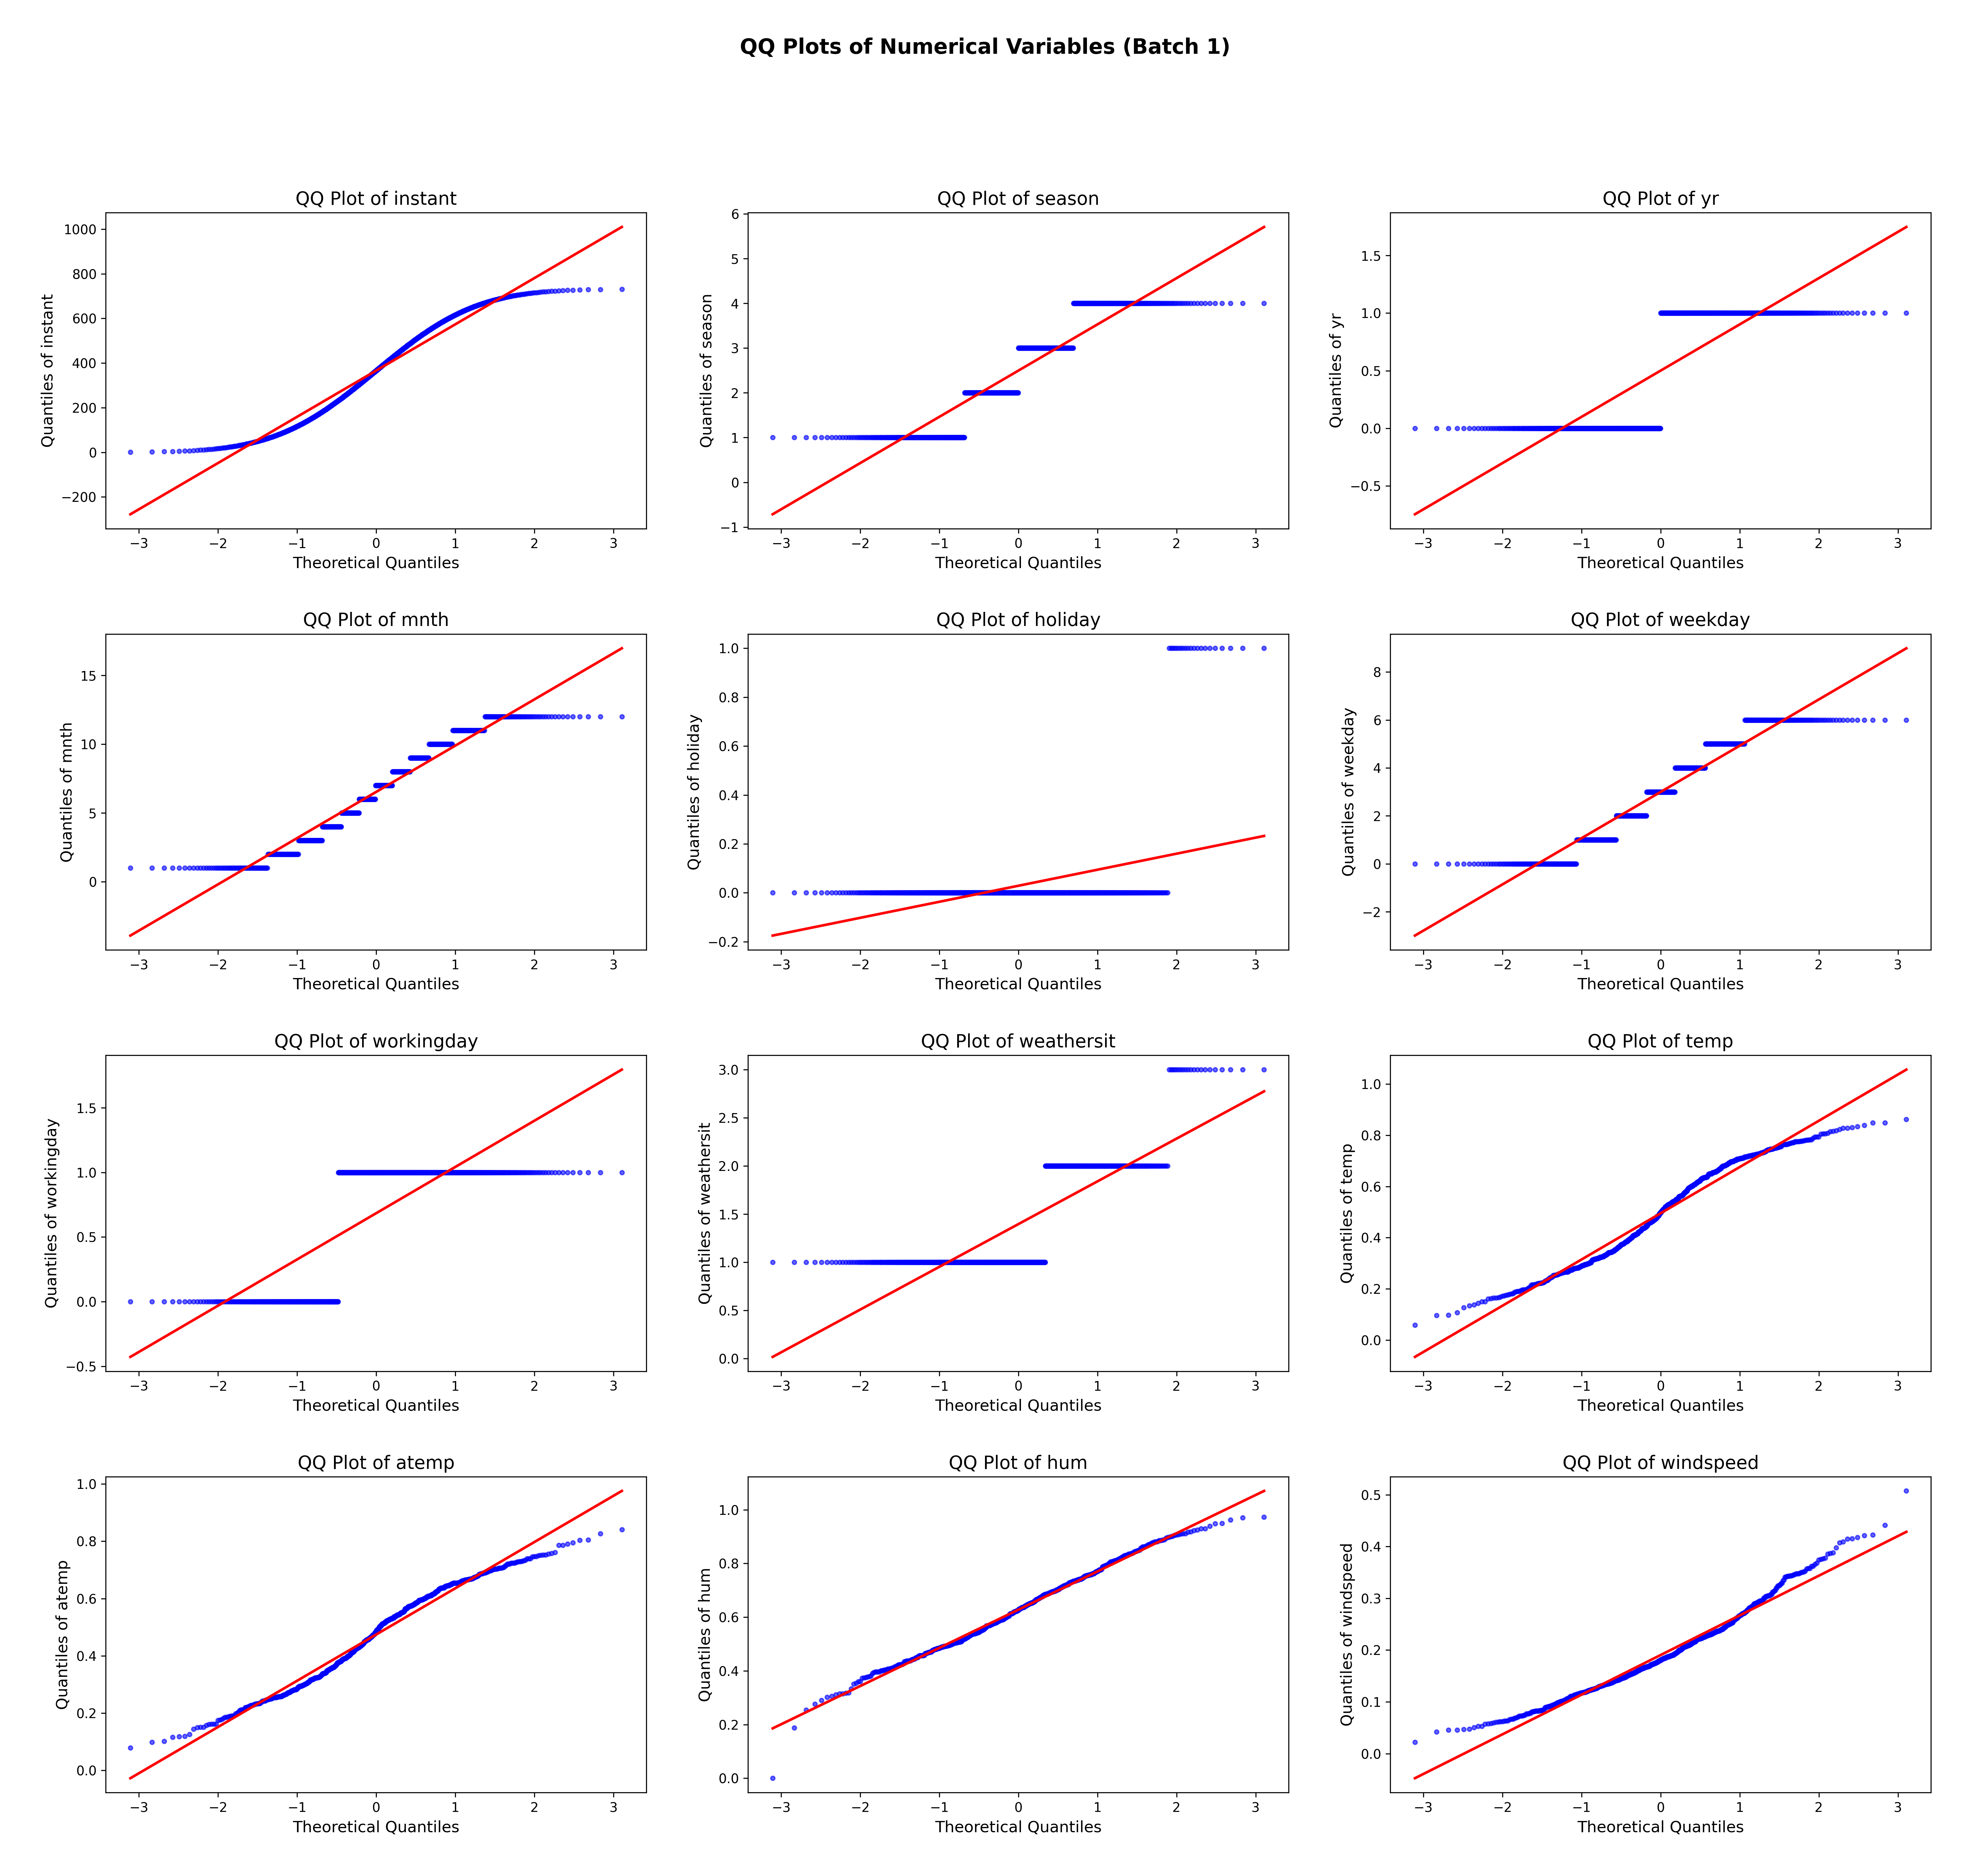 QQ Plots of Numerical Variables (Batch 1)
QQ Plot of instant
Quantiles of instant
1000
800
600
400
200
0
−200
−3 −2 −1 0 1 2 3
Theoretical Quantiles
QQ Plot of season
Quantiles of season
6
5
4
3
2
1
0
−1
−3 −2 −1 0 1 2 3
Theoretical Quantiles
QQ Plot of yr
Quantiles of yr
1.5
1.0
0.5
0.0
−0.5
−3 −2 −1 0 1 2 3
Theoretical Quantiles
QQ Plot of mnth
Quantiles of mnth
15
10
5
0
−3 −2 −1 0 1 2 3
Theoretical Quantiles
QQ Plot of holiday
Quantiles of holiday
1.0
0.8
0.6
0.4
0.2
0.0
−0.2
−3 −2 −1 0 1 2 3
Theoretical Quantiles
QQ Plot of weekday
Quantiles of weekday
8
6
4
2
0
−2
−3 −2 −1 0 1 2 3
Theoretical Quantiles
QQ Plot of workingday
Quantiles of workingday
1.5
1.0
0.5
0.0
−0.5
−3 −2 −1 0 1 2 3
Theoretical Quantiles
QQ Plot of weathersit
Quantiles of weathersit
3.0
2.5
2.0
1.5
1.0
0.5
0.0
−3 −2 −1 0 1 2 3
Theoretical Quantiles
QQ Plot of temp
Quantiles of temp
1.0
0.8
0.6
0.4
0.2
0.0
−3 −2 −1 0 1 2 3
Theoretical Quantiles
QQ Plot of atemp
Quantiles of atemp
1.0
0.8
0.6
0.4
0.2
0.0
−3 −2 −1 0 1 2 3
Theoretical Quantiles
QQ Plot of hum
Quantiles of hum
1.0
0.8
0.6
0.4
0.2
0.0
−3 −2 −1 0 1 2 3
Theoretical Quantiles
QQ Plot of windspeed
Quantiles of windspeed
0.5
0.4
0.3
0.2
0.1
0.0
−3 −2 −1 0 1 2 3
Theoretical Quantiles